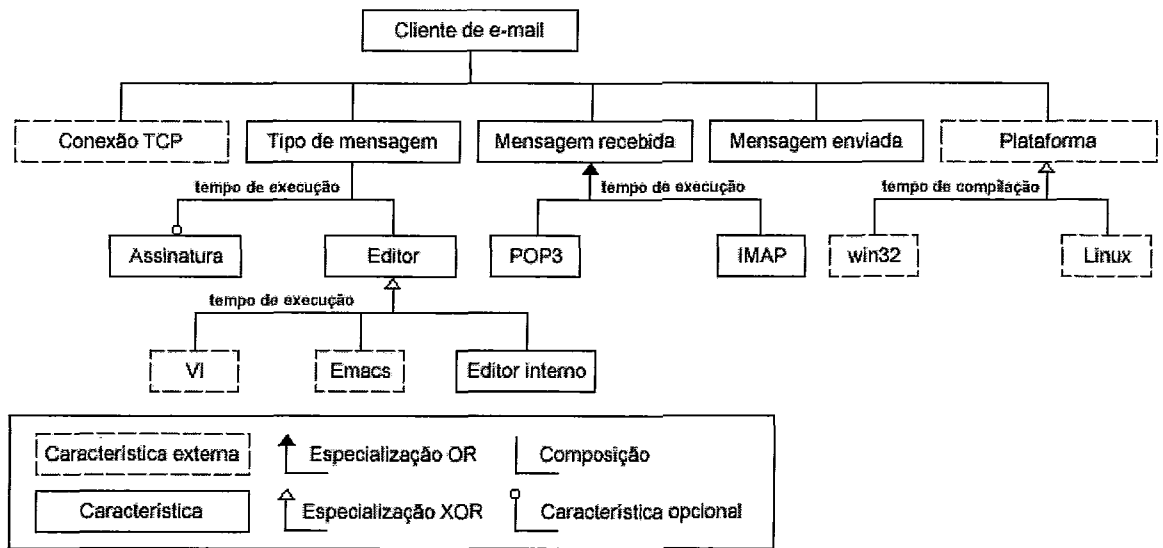 Cliente de e-mail
Conexão TCP
Tipo de mensagem
Mensagem recebida
Mensagem enviada
Plataforma
tempo de execução
tempo de execução
tempo de compilação
Assinatura
Editor
POP3
IMAP
win32
Linux
tempo de execução
VI
Emacs
Editor interno
Característica externa
Especialização OR
Composição
Característica
Especialização XOR
Característica opcional